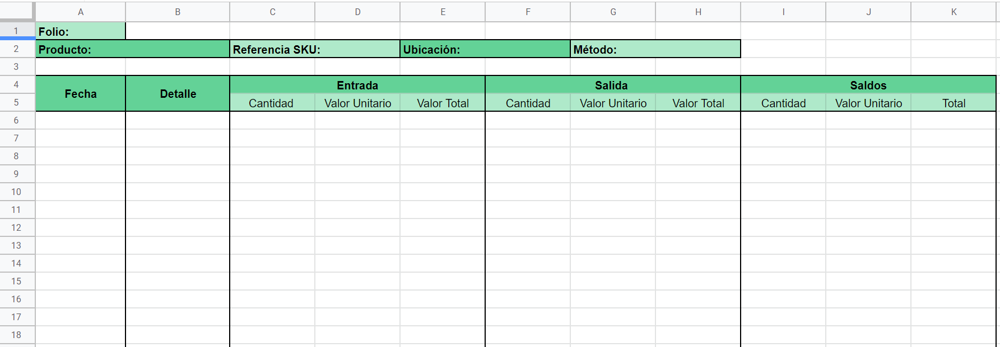 A B C D E F G H I J K
1 Folio:
2 Producto: Referencia SKU: Ubicación: Método:
3
4 Fecha Detalle Entrada Salida Saldos
5 Cantidad Valor Unitario Valor Total Cantidad Valor Unitario Valor Total Cantidad Valor Unitario Total
6
7
8
9
10
11
12
13
14
15
16
17
18